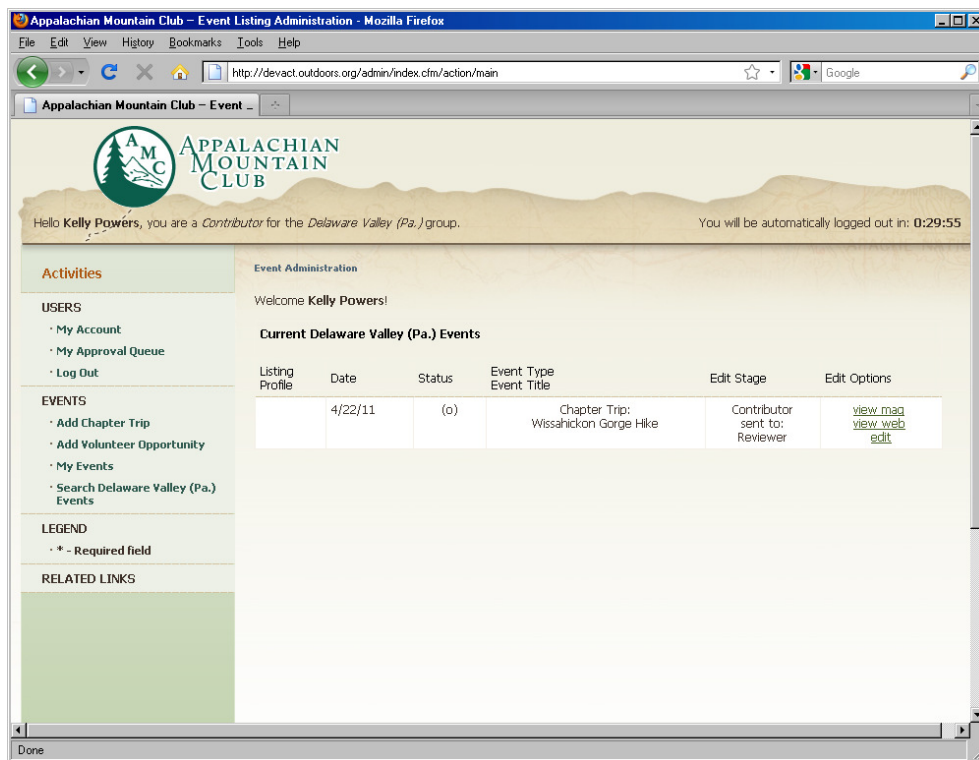 Appalachian Mountain Club – Event Listing Administration - Mozilla Firefox
File Edit View History Bookmarks Tools Help
http://devact.outdoors.org/admin/index.cfm/action/main
Google
Appalachian Mountain Club – Event ...
AMC
APPALACHIAN
MOUNTAIN
CLUB
Hello Kelly Powers, you are a Contributor for the Delaware Valley (Pa.) group.
You will be automatically logged out in: 0:29:55
Activities
USERS
· My Account
· My Approval Queue
· Log Out
EVENTS
· Add Chapter Trip
· Add Volunteer Opportunity
· My Events
· Search Delaware Valley (Pa.)
Events
LEGEND
· * - Required field
RELATED LINKS
Event Administration
Welcome Kelly Powers!
Current Delaware Valley (Pa.) Events
Listing Profile Date Status Event Type Event Title Edit Stage Edit Options
4/22/11 (o) Chapter Trip: Wissahickon Gorge Hike Contributor sent to: Reviewer view mag view web edit
Done